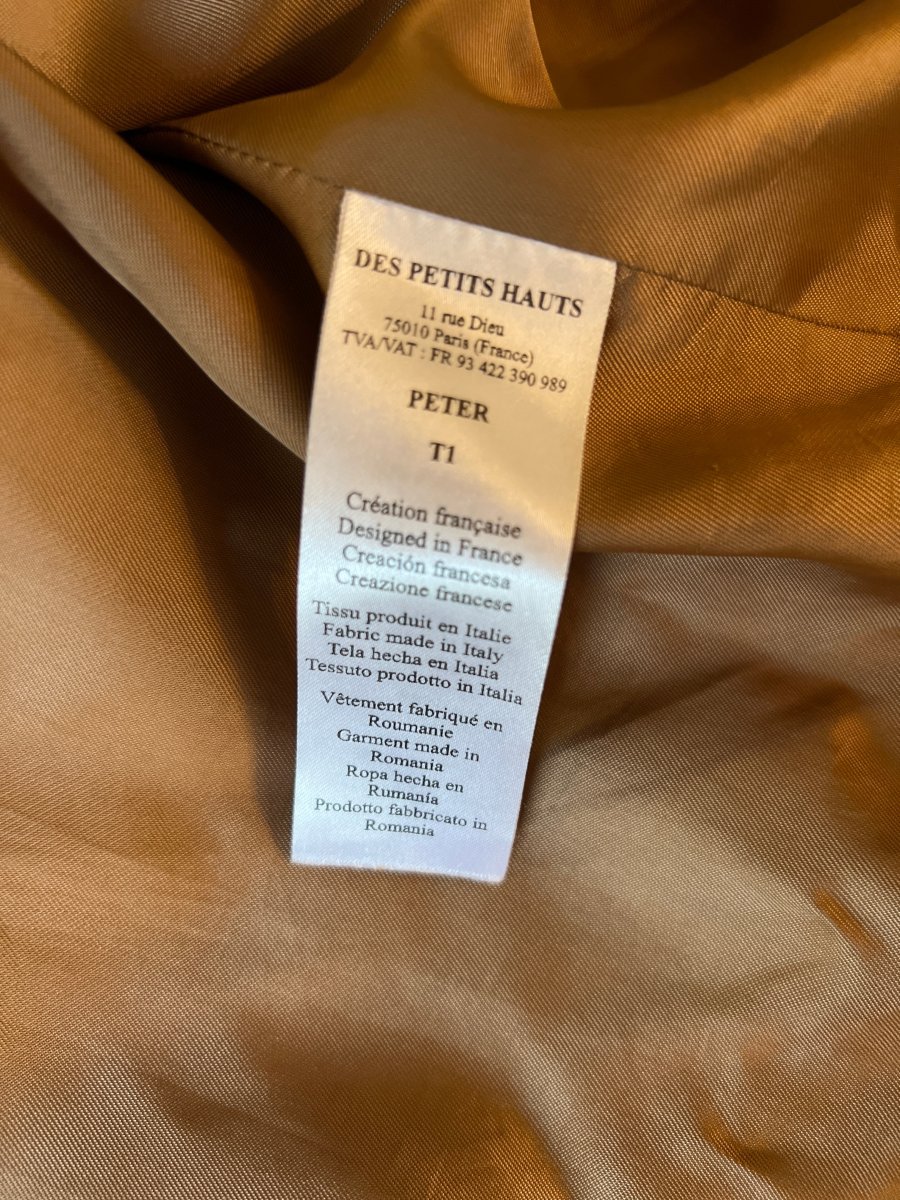 DES PETITS HAUTS
11 rue Dieu
75010 Paris (France)
TVA/VAT : FR 93 422 390 989
PETER
T1
Création française
Designed in France
Creación francesa
Creazione francese
Tissu produit en Italie
Fabric made in Italy
Tela hecha en Italia
Tessuto prodotto in Italia
Vêtement fabriqué en
Roumanie
Garment made in
Romania
Ropa hecha en
Rumanía
Prodotto fabbricato in
Romania